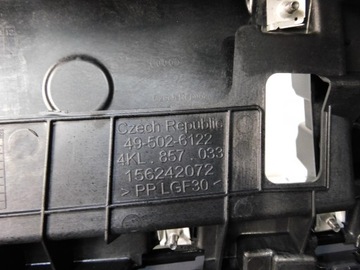 Czech Republic
49-502-6122
4KL . 857 . 033
156242072
> PP LGF30 <